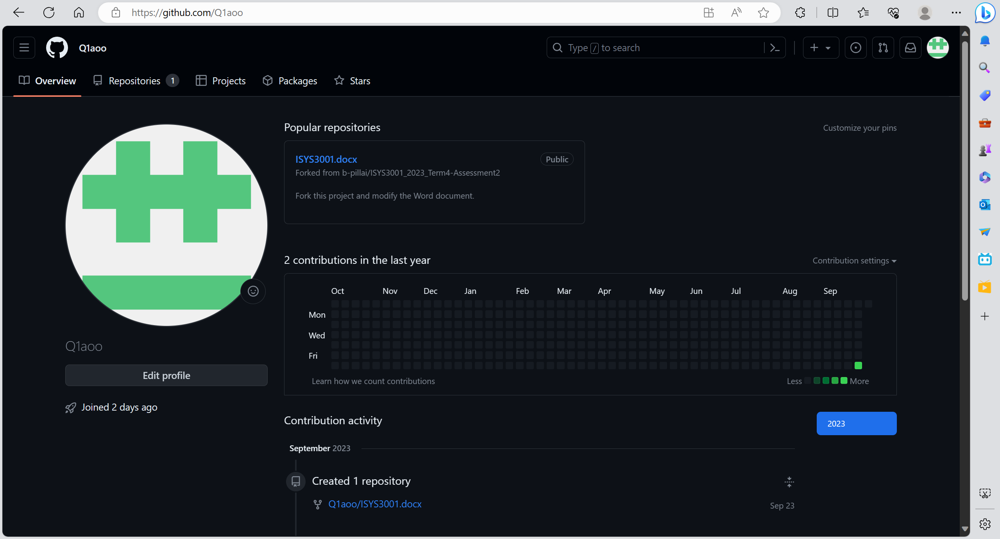 https://github.com/Q1aoo
Q1aoo
Type / to search
Overview
Repositories 1
Projects
Packages
Stars
Popular repositories
Customize your pins
ISYS3001.docx
Public
Forked from b-pillai/ISYS3001_2023_Term4-Assessment2
Fork this project and modify the Word document.
2 contributions in the last year
Contribution settings
Oct Nov Dec Jan Feb Mar Apr May Jun Jul Aug Sep
Mon
Wed
Fri
Learn how we count contributions
Less More
Q1aoo
Edit profile
Joined 2 days ago
Contribution activity
2023
September 2023
Created 1 repository
Q1aoo/ISYS3001.docx
Sep 23